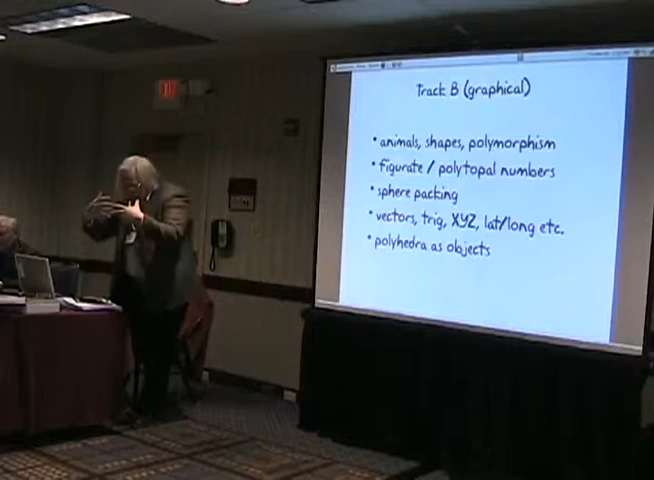 Track B (graphical)
• animals, shapes, polymorphism
• figurate / polytopal numbers
• sphere packing
• vectors, trig, XYZ, lat/long etc.
• polyhedra as objects